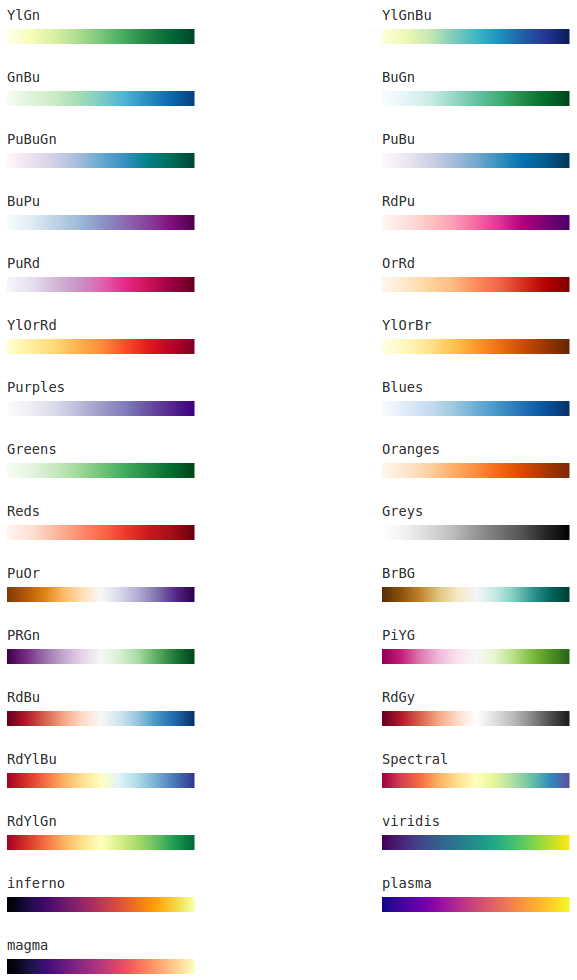 YlGn
YlGnBu
GnBu
BuGn
PuBuGn
PuBu
BuPu
RdPu
PuRd
OrRd
YlOrRd
YlOrBr
Purples
Blues
Greens
Oranges
Reds
Greys
PuOr
BrBG
PRGn
PiYG
RdBu
RdGy
RdYlBu
Spectral
RdYlGn
viridis
inferno
plasma
magma